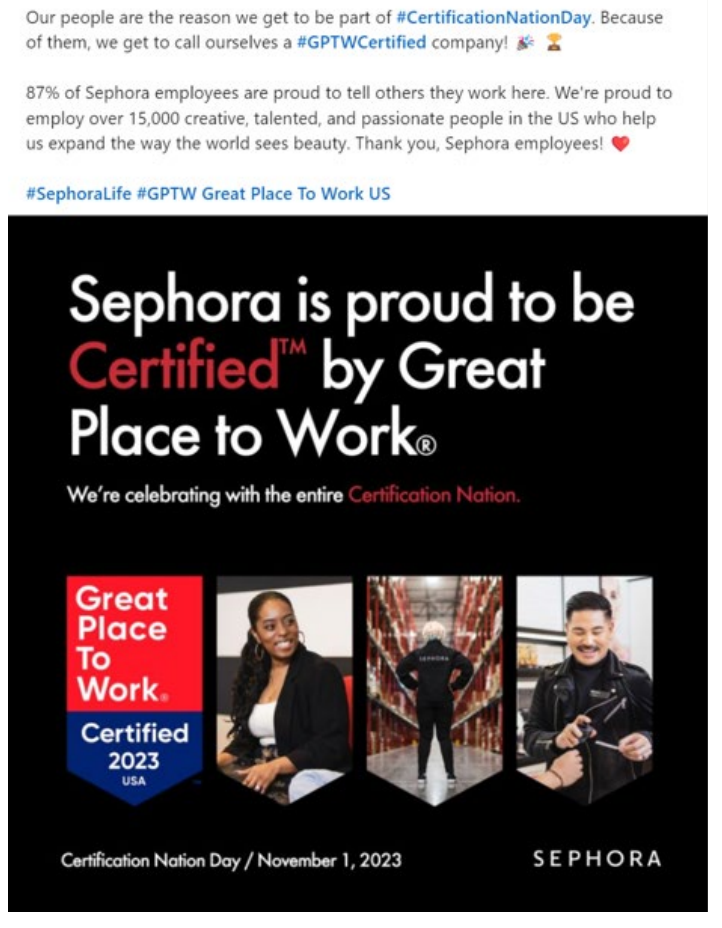 Our people are the reason we get to be part of #CertificationNationDay. Because
of them, we get to call ourselves a #GPTWCertified company! 🎉 🏆
87% of Sephora employees are proud to tell others they work here. We're proud to
employ over 15,000 creative, talented, and passionate people in the US who help
us expand the way the world sees beauty. Thank you, Sephora employees! ❤️
#SephoraLife #GPTW Great Place To Work US
Sephora is proud to be
Certified™ by Great
Place to Work®
We're celebrating with the entire Certification Nation.
Great
Place
To
Work®
Certified
2023
USA
SEPHORA
Certification Nation Day / November 1, 2023
SEPHORA